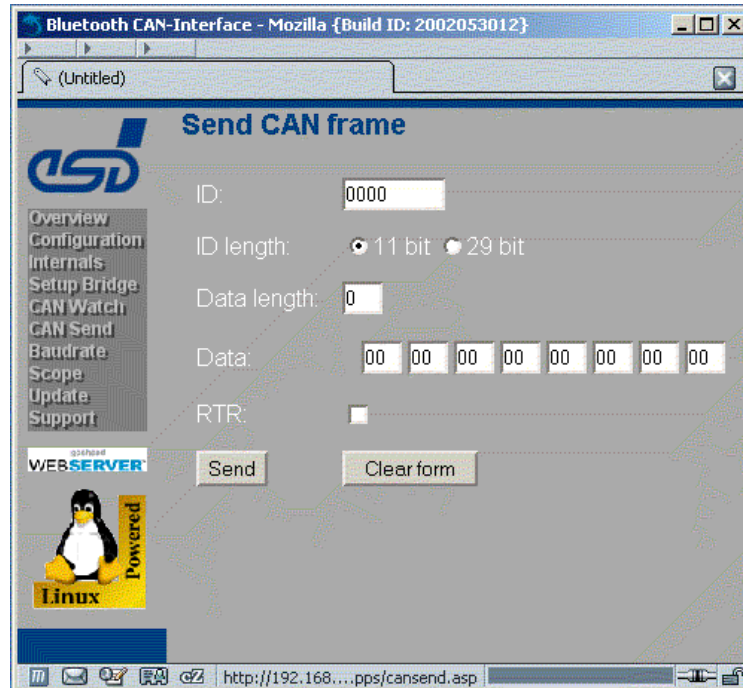 Bluetooth CAN-Interface - Mozilla {Build ID: 2002053012}
(Untitled)
esd
Send CAN frame
ID: 0000
ID length: 11 bit 29 bit
Data length: 0
Data: 00 00 00 00 00 00 00 00
RTR:
Send Clear form
Overview
Configuration
Internals
Setup Bridge
CAN Watch
CAN Send
Baudrate
Scope
Update
Support
goahead
WEBSERVER
Powered
Linux
http://192.168....pps/cansend.asp